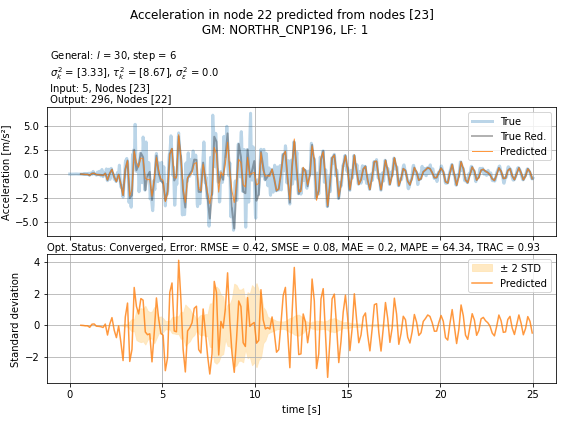 Acceleration in node 22 predicted from nodes [23]
GM: NORTHR_CNP196, LF: 1
General: l = 30, step = 6
σ²ₖ = [3.33], τ²ₖ = [8.67], σ²ε = 0.0
Input: 5, Nodes [23]
Output: 296, Nodes [22]
Acceleration [m/s²]
5.0
2.5
0.0
−2.5
−5.0
True
True Red.
Predicted
Opt. Status: Converged, Error: RMSE = 0.42, SMSE = 0.08, MAE = 0.2, MAPE = 64.34, TRAC = 0.93
Standard deviation
4
2
0
−2
± 2 STD
Predicted
0 5 10 15 20 25
time [s]